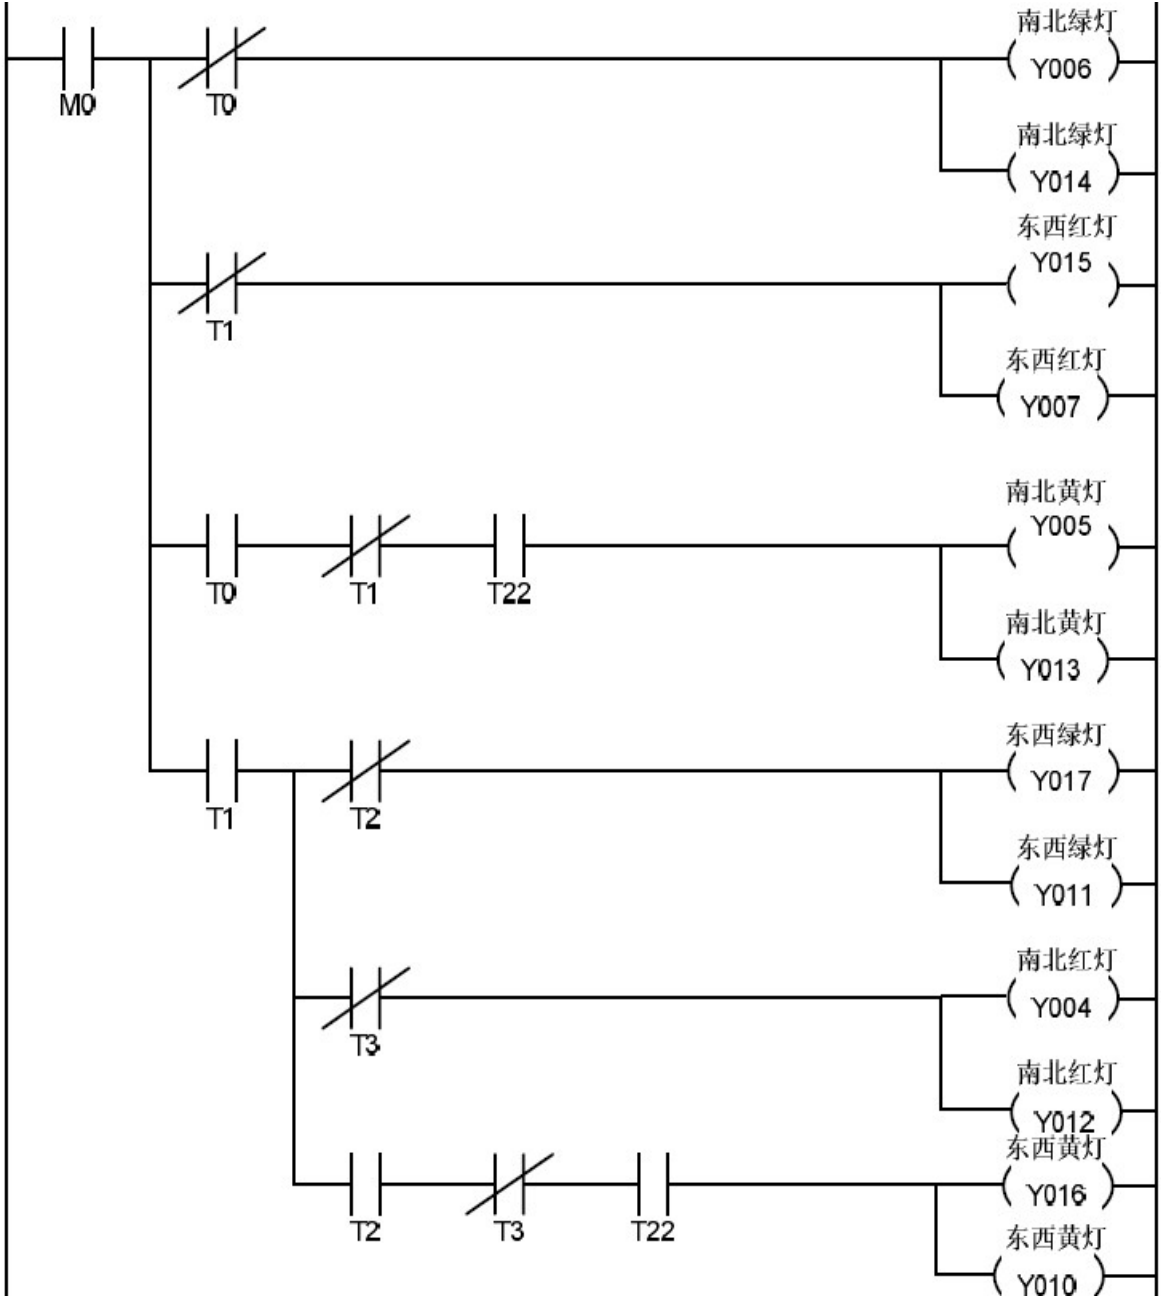 南北绿灯
Y006
M0
T0
南北绿灯
Y014
东西红灯
Y015
T1
东西红灯
Y007
南北黄灯
Y005
T0
T1
T22
南北黄灯
Y013
东西绿灯
Y017
T1
T2
东西绿灯
Y011
南北红灯
Y004
T3
南北红灯
Y012
东西黄灯
Y016
T2
T3
T22
东西黄灯
Y010